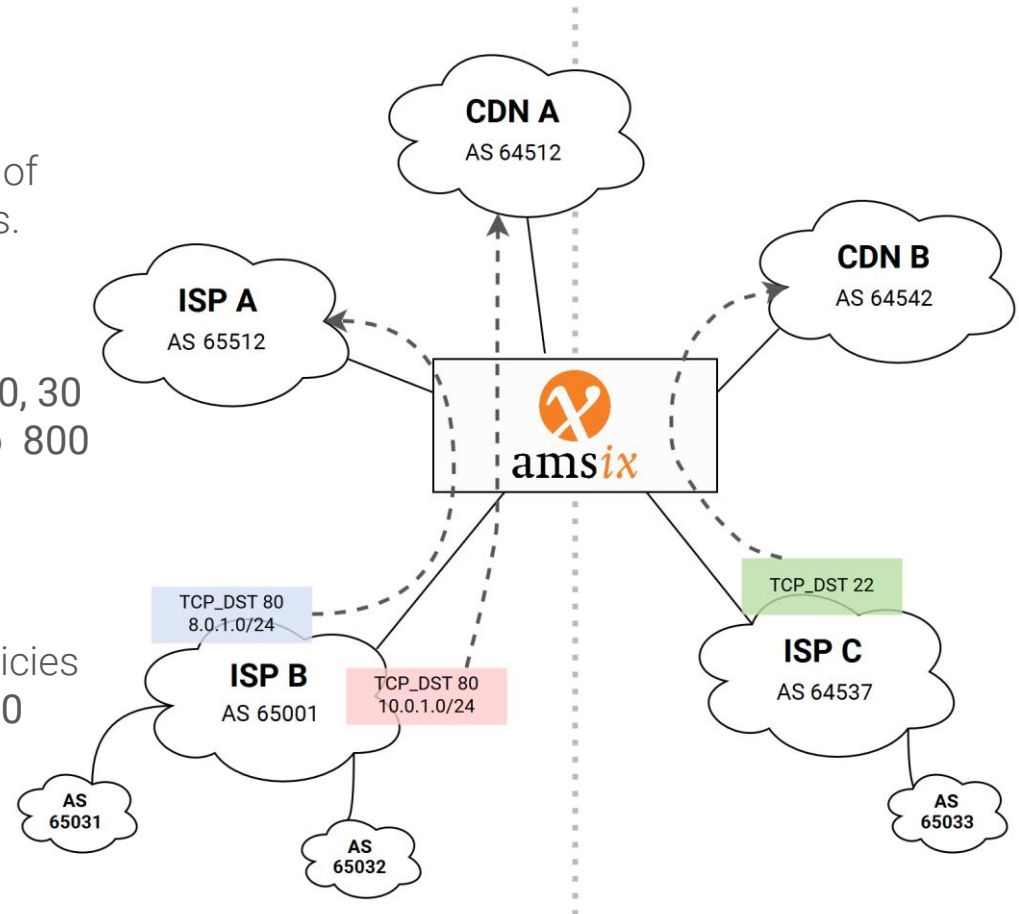 of
s.
0, 30
800
icies
0
CDN A
AS 64512
CDN B
AS 64542
ISP A
AS 65512
amsix
TCP_DST 80
8.0.1.0/24
TCP_DST 22
ISP B
AS 65001
TCP_DST 80
10.0.1.0/24
ISP C
AS 64537
AS
65031
AS
65032
AS
65033